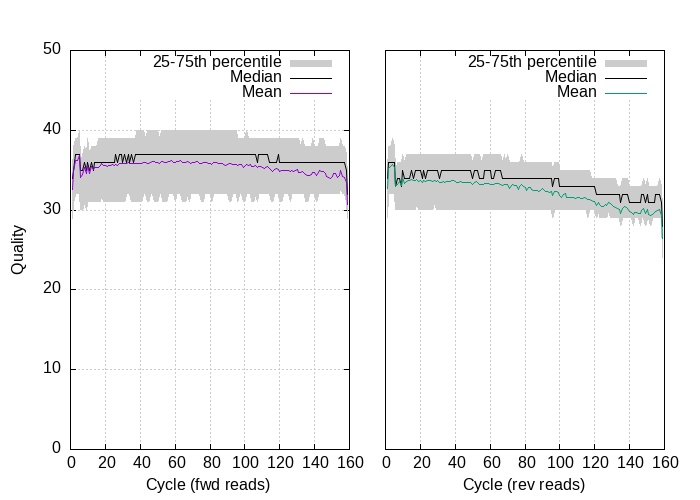 50
40
30
20
10
0
Quality
25-75th percentile
Median
Mean
0 20 40 60 80 100 120 140 160
Cycle (fwd reads)
25-75th percentile
Median
Mean
0 20 40 60 80 100 120 140 160
Cycle (rev reads)